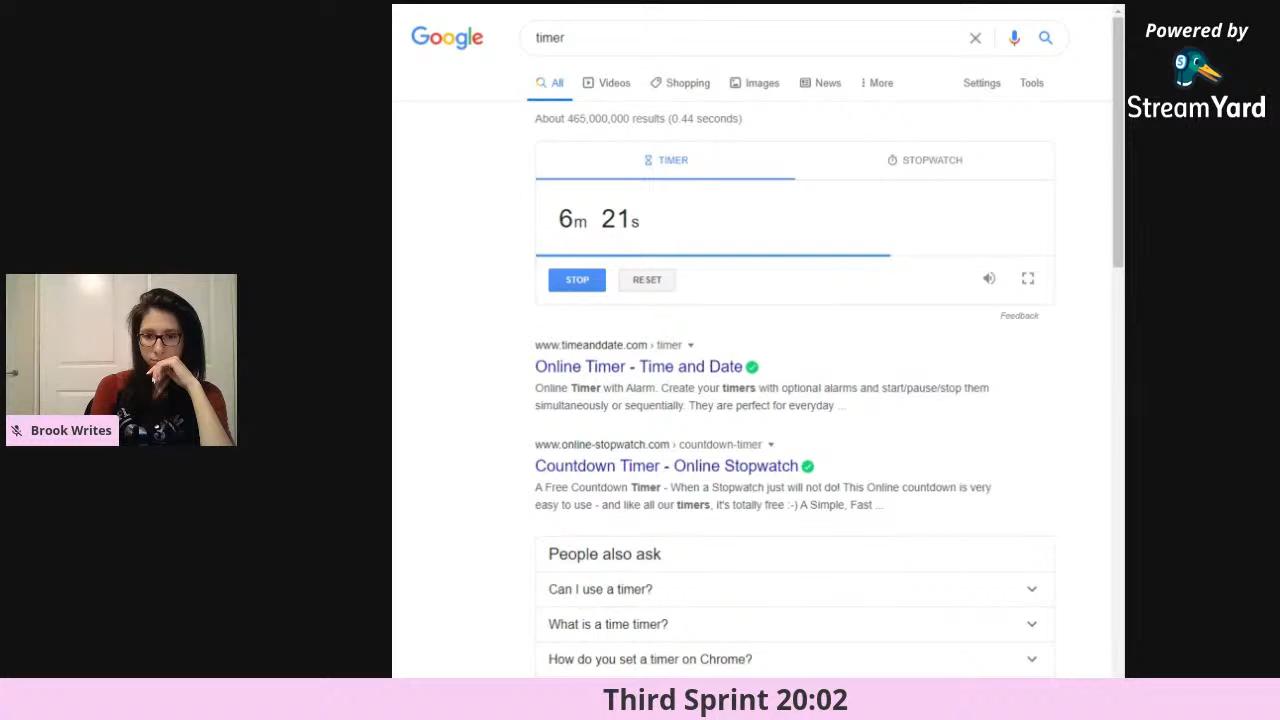 Google
timer
All
Videos
Shopping
Images
News
More
Settings
Tools
About 465,000,000 results (0.44 seconds)
TIMER
STOPWATCH
6m 21s
STOP
RESET
Feedback
www.timeanddate.com › timer
Online Timer - Time and Date
Online Timer with Alarm. Create your timers with optional alarms and start/pause/stop them
simultaneously or sequentially. They are perfect for everyday ...
www.online-stopwatch.com › countdown-timer
Countdown Timer - Online Stopwatch
A Free Countdown Timer - When a Stopwatch just will not do! This Online countdown is very
easy to use - and like all our timers, it's totally free :-) A Simple, Fast ...
People also ask
Can I use a timer?
What is a time timer?
How do you set a timer on Chrome?
Powered by
S
StreamYard
Brook Writes
Third Sprint 20:02